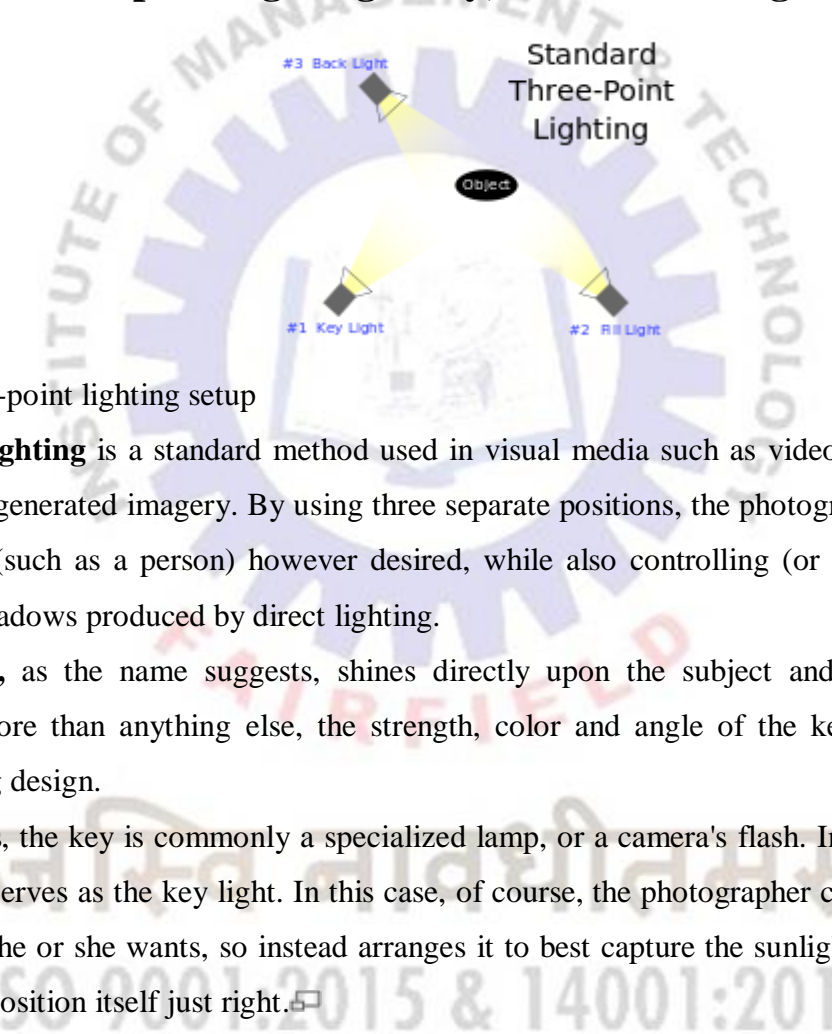 #3 Back Light
Standard
Three-Point
Lighting
Object
#1 Key Light
#2 Fill Light
-point lighting setup
ghting is a standard method used in visual media such as video
generated imagery. By using three separate positions, the photogr
(such as a person) however desired, while also controlling (or
adows produced by direct lighting.
, as the name suggests, shines directly upon the subject and
ore than anything else, the strength, color and angle of the ke
design.
, the key is commonly a specialized lamp, or a camera's flash. I
erves as the key light. In this case, of course, the photographer c
he or she wants, so instead arranges it to best capture the sunlig
osition itself just right.
INSTITUTE OF MANAGEMENT & TECHNOLOGY
FAIRFIELD
ISO 9001:2015 & 14001:201